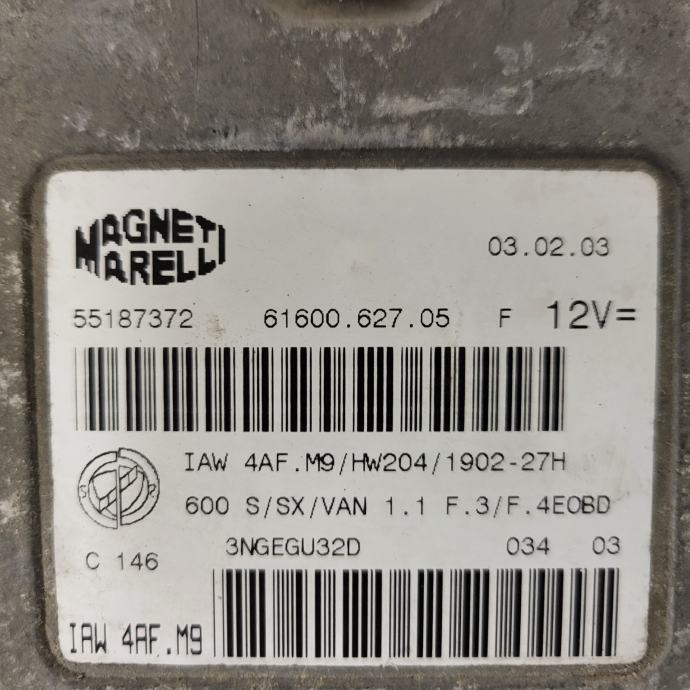 MAGNETI
MARELLI
03.02.03
55187372 61600.627.05 F 12V=
IAW 4AF.M9/HW204/1902-27H
600 S/SX/VAN 1.1 F.3/F.4EOBD
3NGEGU32D 034 03
C 146
IAW 4AF.M9